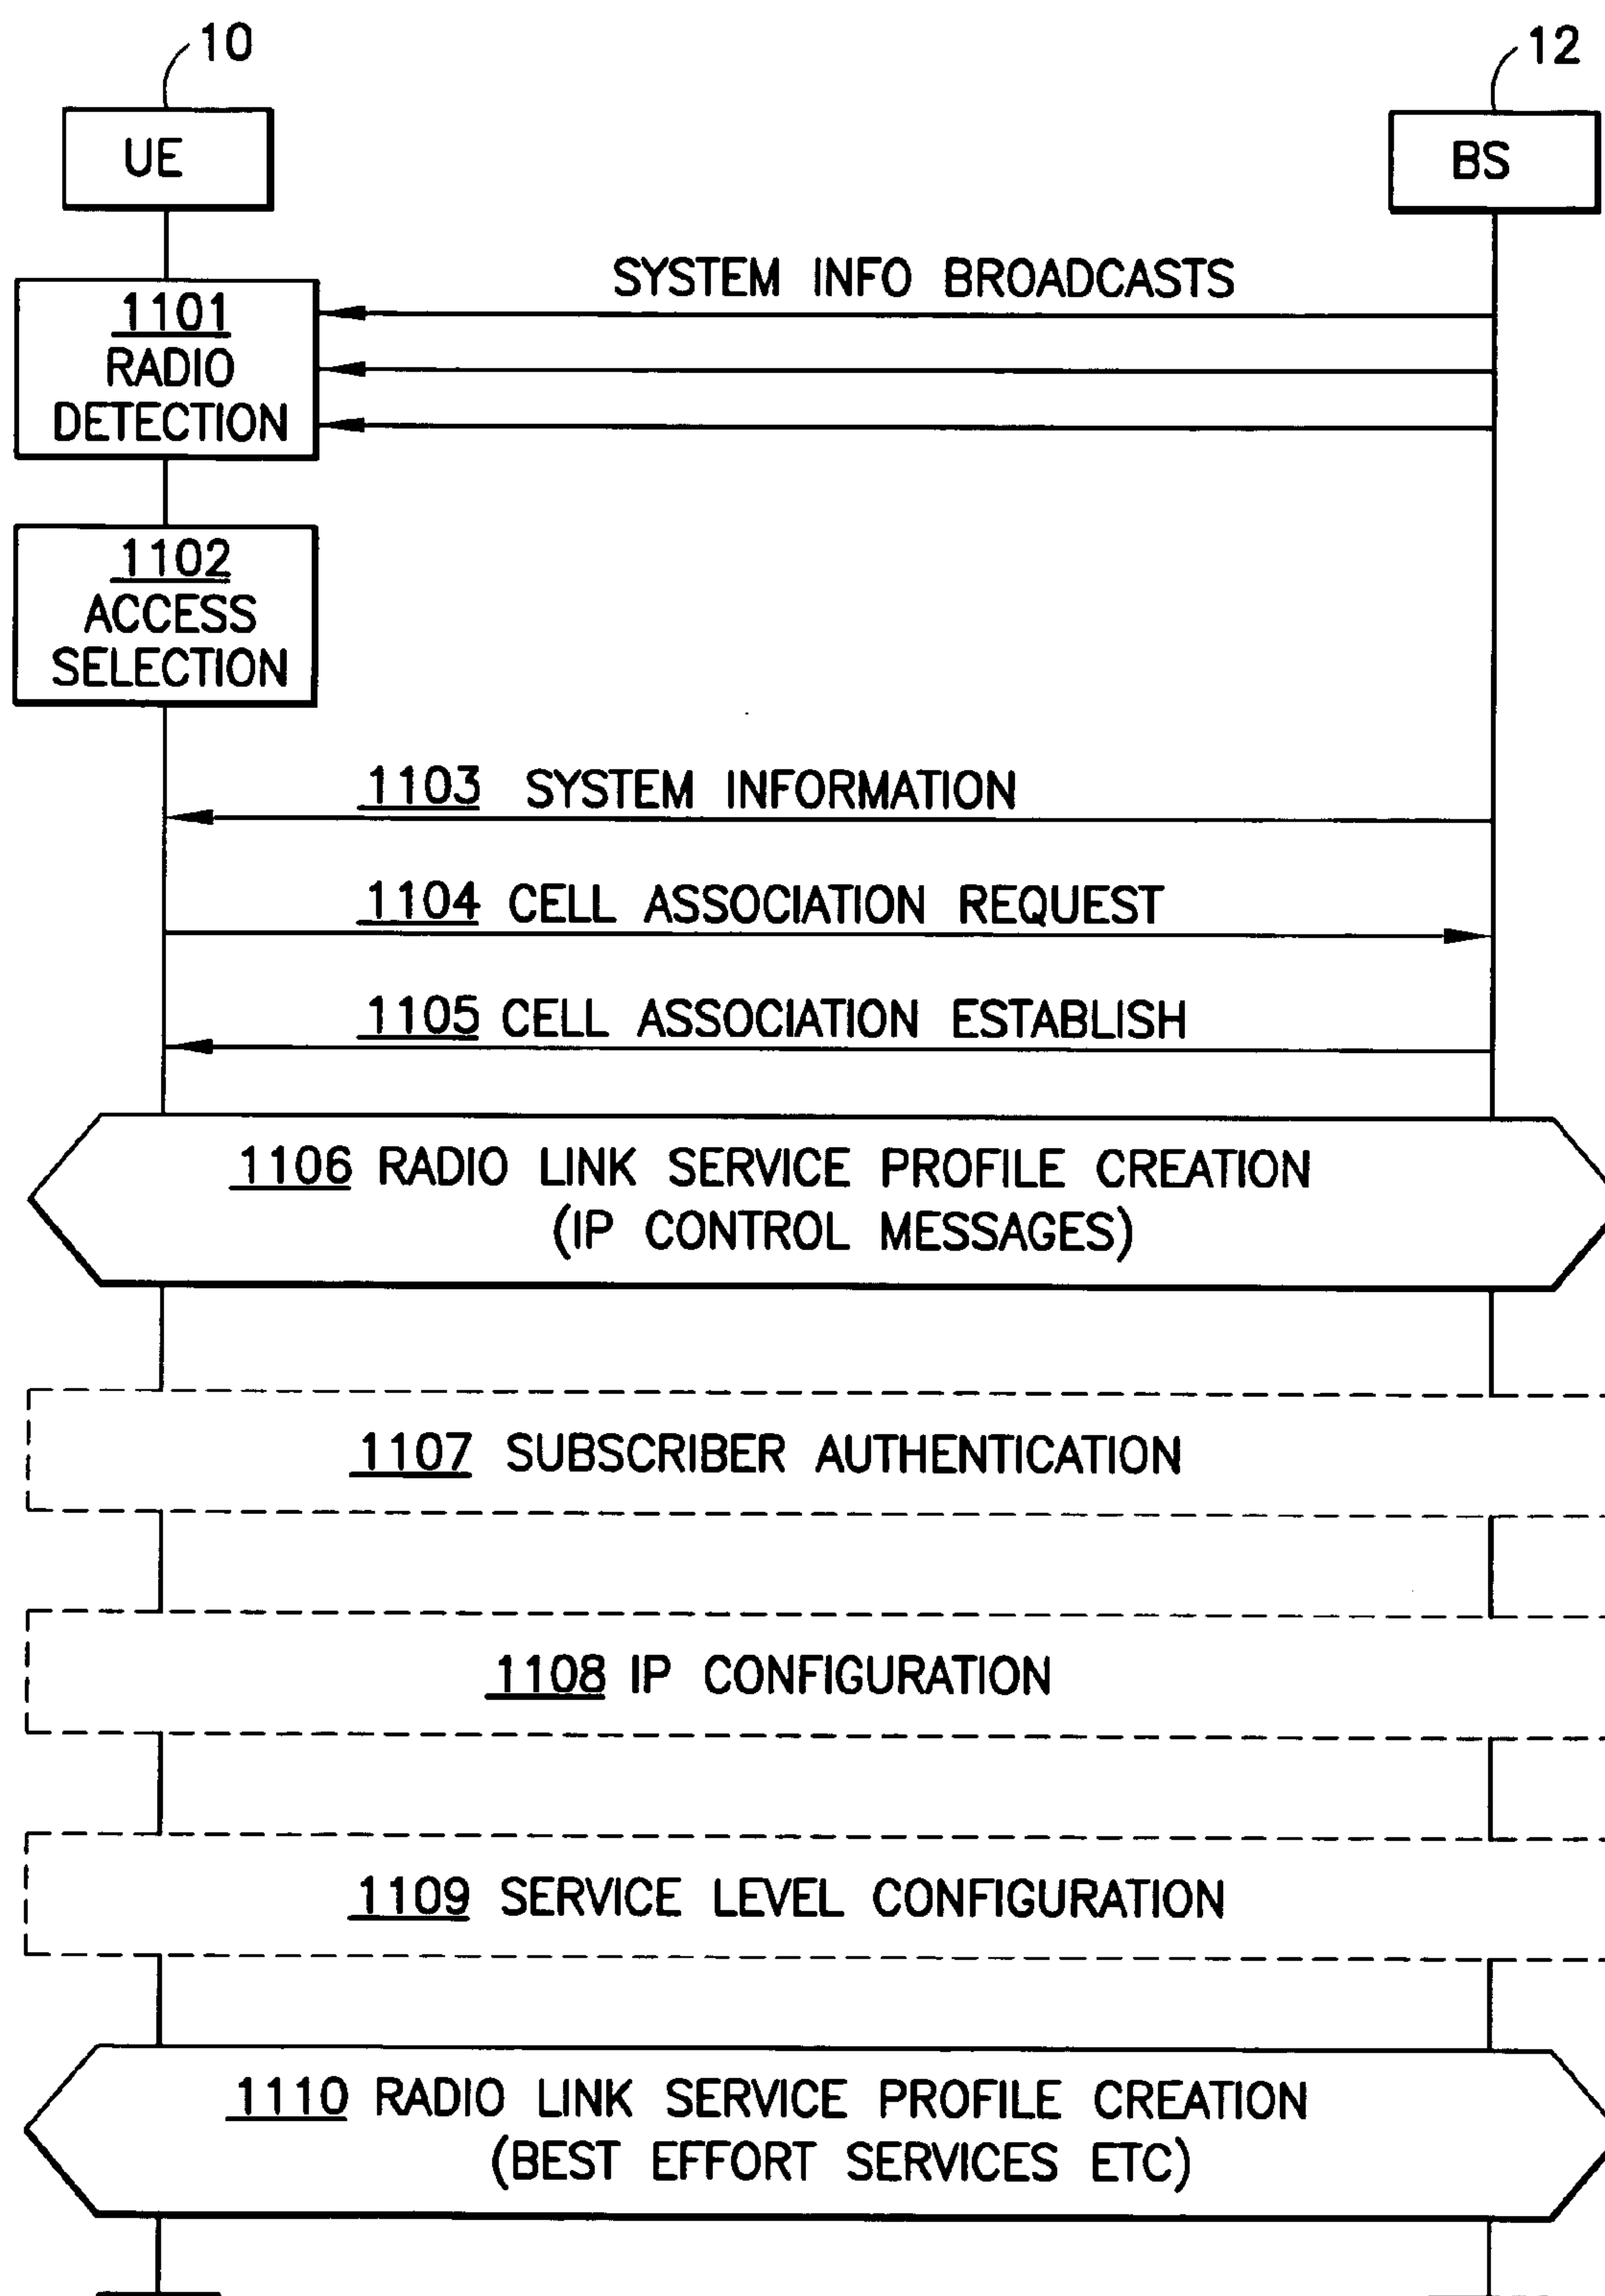 10
12
UE
BS
SYSTEM INFO BROADCASTS
1101
RADIO
DETECTION
1102
ACCESS
SELECTION
1103 SYSTEM INFORMATION
1104 CELL ASSOCIATION REQUEST
1105 CELL ASSOCIATION ESTABLISH
1106 RADIO LINK SERVICE PROFILE CREATION
(IP CONTROL MESSAGES)
1107 SUBSCRIBER AUTHENTICATION
1108 IP CONFIGURATION
1109 SERVICE LEVEL CONFIGURATION
1110 RADIO LINK SERVICE PROFILE CREATION
(BEST EFFORT SERVICES ETC)